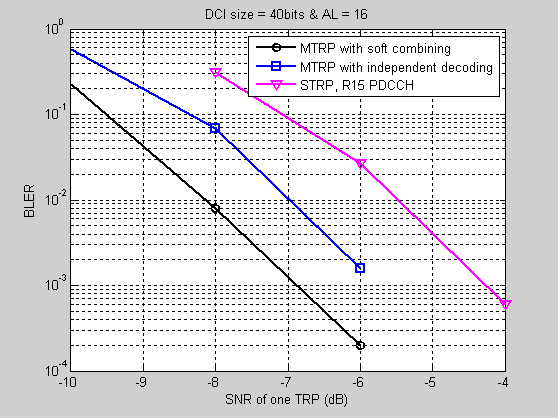 DCI size = 40bits & AL = 16
MTRP with soft combining
MTRP with independent decoding
STRP, R15 PDCCH
10^0
10^-1
10^-2
10^-3
10^-4
BLER
-10 -9 -8 -7 -6 -5 -4
SNR of one TRP (dB)